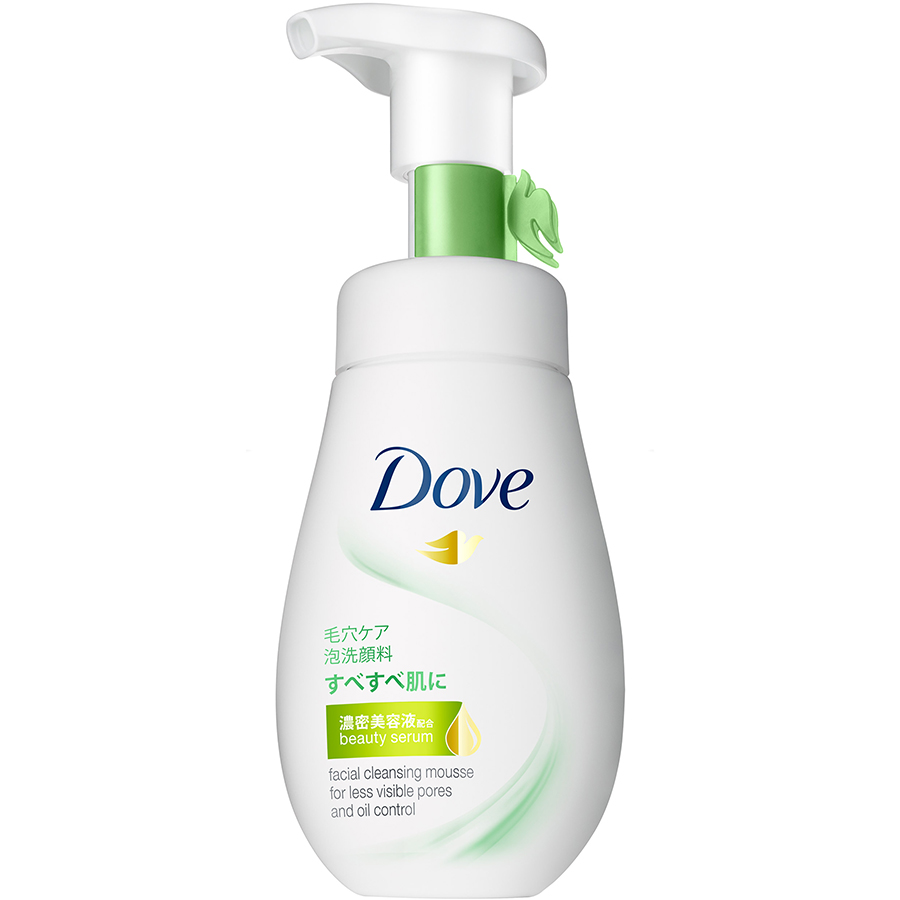 Dove
毛穴ケア
泡洗顔料
すべすべ肌に
濃密美容液配合
beauty serum
facial cleansing mousse
for less visible pores
and oil control